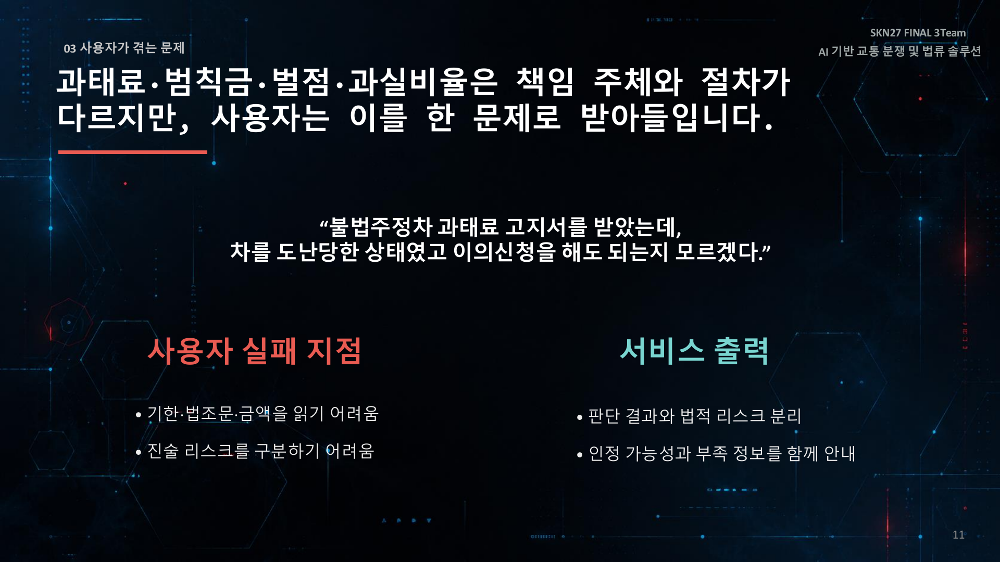 SKN27 FINAL 3Team
AI 기반 교통 분쟁 및 법류 솔루션
03 사용자가 겪는 문제
과태료·범칙금·벌점·과실비율은 책임 주체와 절차가
다르지만, 사용자는 이를 한 문제로 받아들입니다.
“불법주정차 과태료 고지서를 받았는데,
차를 도난당한 상태였고 이의신청을 해도 되는지 모르겠다.”
사용자 실패 지점
• 기한·법조문·금액을 읽기 어려움
• 진술 리스크를 구분하기 어려움
서비스 출력
• 판단 결과와 법적 리스크 분리
• 인정 가능성과 부족 정보를 함께 안내
11